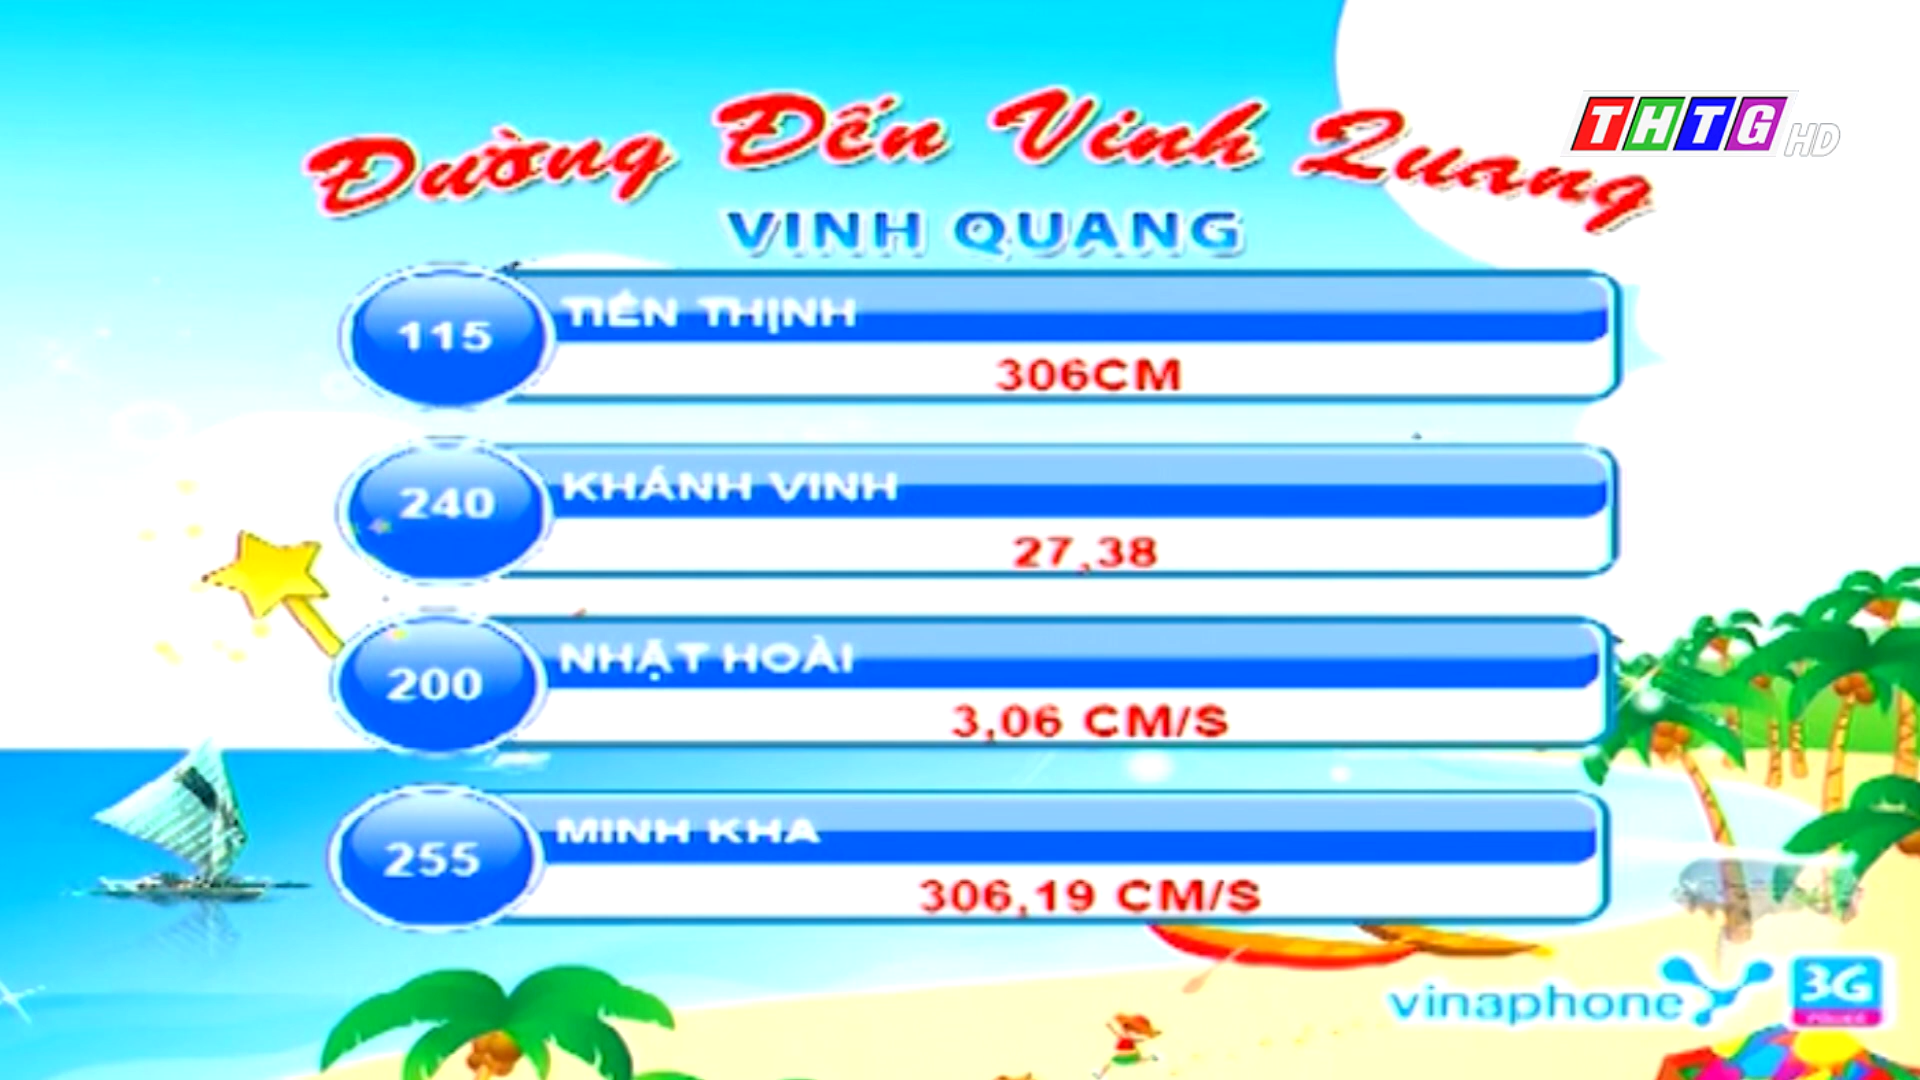 Đường Đến Vinh Quang
THTG HD
VINH QUANG
115
TIẾN THỊNH
306CM
240
KHÁNH VINH
27,38
200
NHẬT HOÀI
3,06 CM/S
255
MINH KHA
306,19 CM/S
vinaphone
3G